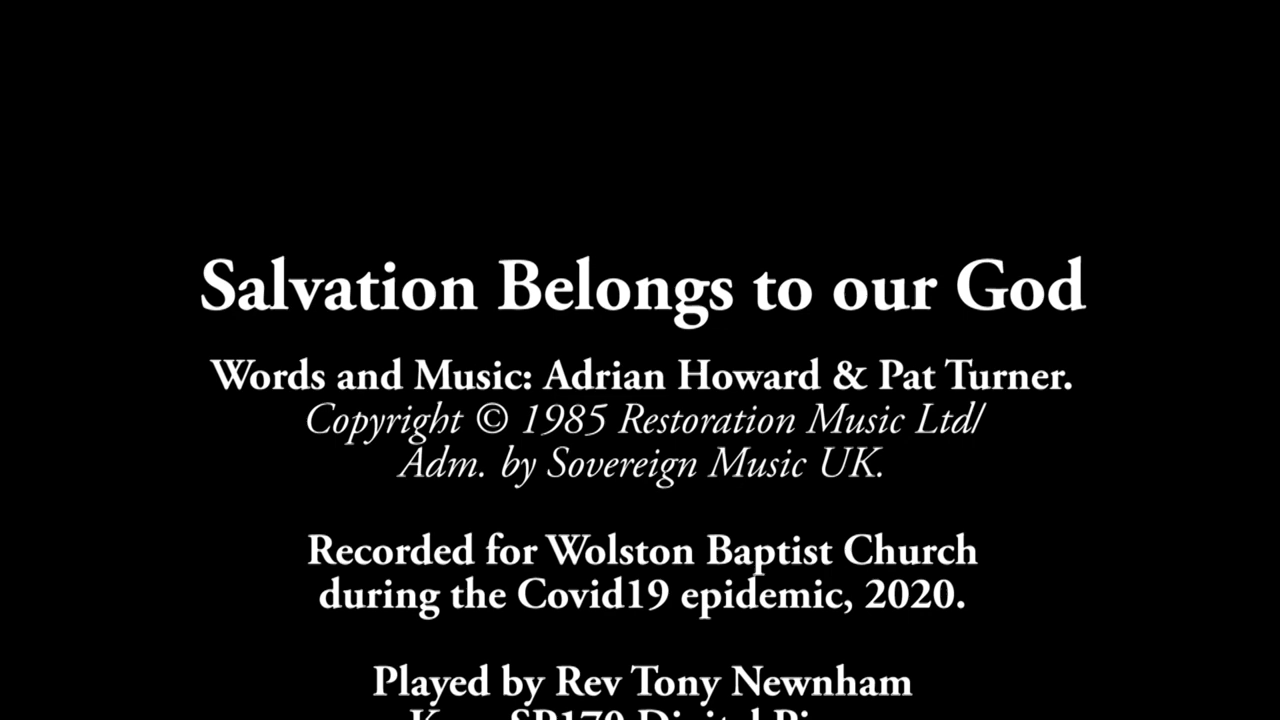 Salvation Belongs to our God
Words and Music: Adrian Howard & Pat Turner.
Copyright © 1985 Restoration Music Ltd/
Adm. by Sovereign Music UK.
Recorded for Wolston Baptist Church
during the Covid19 epidemic, 2020.
Played by Rev Tony Newnham